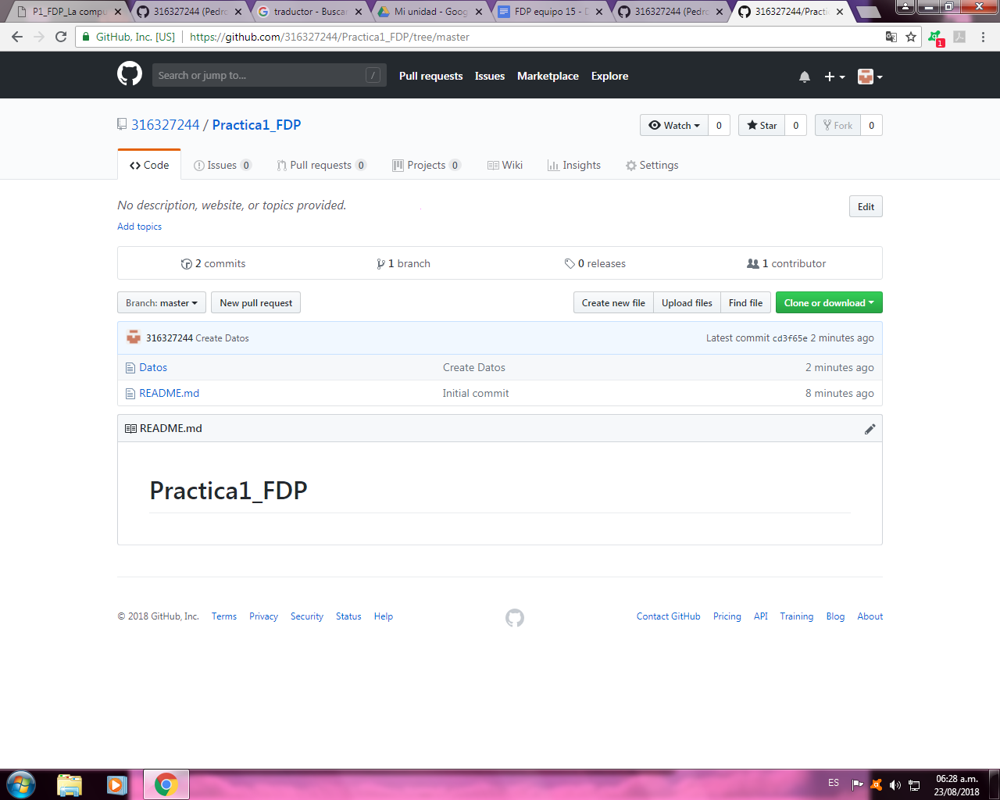 P1_FDP_La compu
316327244 (Pedro
traductor - Buscar
Mi unidad - Goog
FDP equipo 15 - D
316327244 (Pedro
316327244/Practi
GitHub, Inc. [US] https://github.com/316327244/Practica1_FDP/tree/master
1
Search or jump to... /
Pull requests Issues Marketplace Explore
316327244 / Practica1_FDP
Watch 0 Star 0 Fork 0
Code Issues 0 Pull requests 0 Projects 0 Wiki Insights Settings
No description, website, or topics provided.
Edit
Add topics
2 commits 1 branch 0 releases 1 contributor
Branch: master New pull request Create new file Upload files Find file Clone or download
316327244 Create Datos Latest commit cd3f65e 2 minutes ago
Datos Create Datos 2 minutes ago
README.md Initial commit 8 minutes ago
README.md
Practica1_FDP
© 2018 GitHub, Inc. Terms Privacy Security Status Help Contact GitHub Pricing API Training Blog About
ES 06:28 a.m.
23/08/2018